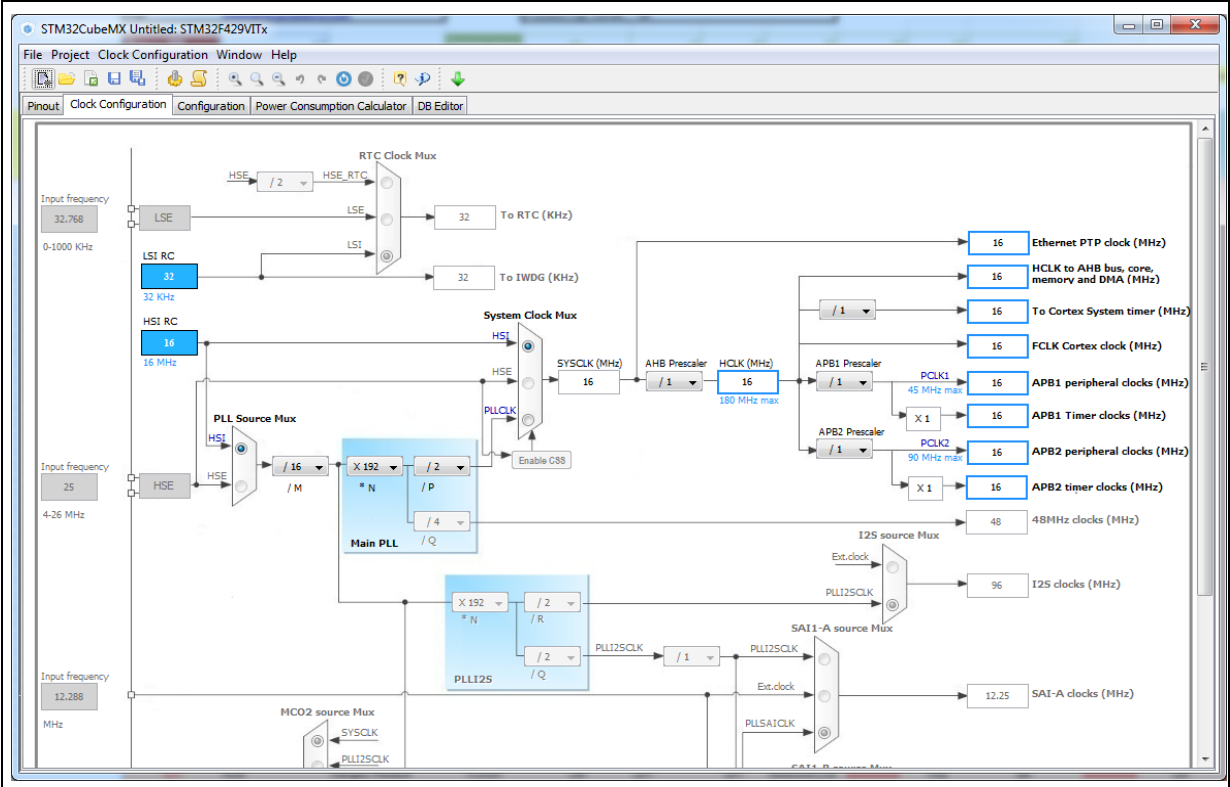 STM32CubeMX Untitled: STM32F429VITx
File Project Clock Configuration Window Help
Pinout Clock Configuration Configuration Power Consumption Calculator DB Editor
RTC Clock Mux
HSE / 2 HSE_RTC
Input frequency
32.768
0-1000 KHz
LSE
LSE
32 To RTC (KHz)
LSI RC
32
32 KHz
LSI
32 To IWDG (KHz)
16 Ethernet PTP clock (MHz)
16 HCLK to AHB bus, core,
memory and DMA (MHz)
/ 1 16 To Cortex System timer (MHz)
16 FCLK Cortex clock (MHz)
HSI RC
16
16 MHz
System Clock Mux
HSI
HSE
PLLCLK
Enable CSS
SYSCLK (MHz)
16
AHB Prescaler
/ 1
HCLK (MHz)
16
180 MHz max
APB1 Prescaler
/ 1
PCLK1
45 MHz max
16 APB1 peripheral clocks (MHz)
X 1 16 APB1 Timer clocks (MHz)
APB2 Prescaler
/ 1
PCLK2
90 MHz max
16 APB2 peripheral clocks (MHz)
X 1 16 APB2 timer clocks (MHz)
PLL Source Mux
HSI
HSE
Input frequency
25
4-26 MHz
HSE
/ 16
/ M
X 192
* N
/ 2
/ P
/ 4
/ Q
Main PLL
48 48MHz clocks (MHz)
I2S source Mux
Ext.clock
PLLI2SCLK
96 I2S clocks (MHz)
X 192
* N
/ 2
/ R
/ 2
/ Q
PLLI2S
PLLI2SCLK / 1
SAI1-A source Mux
PLLI2SCLK
Ext.clock
PLLSAICLK
12.25 SAI-A clocks (MHz)
Input frequency
12.288
MHz
MCO2 source Mux
SYSCLK
PLLI2SCLK
SAI1-B source Mux